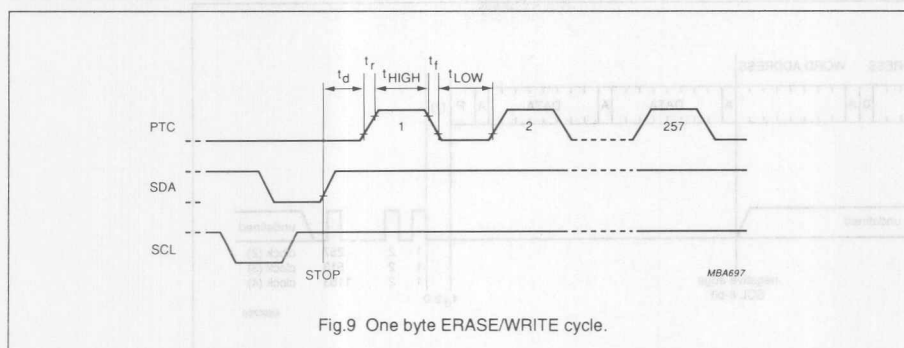 t_d t_r t_HIGH t_f t_LOW
PTC 1 2 257
SDA
SCL
STOP
MBA697
Fig.9 One byte ERASE/WRITE cycle.